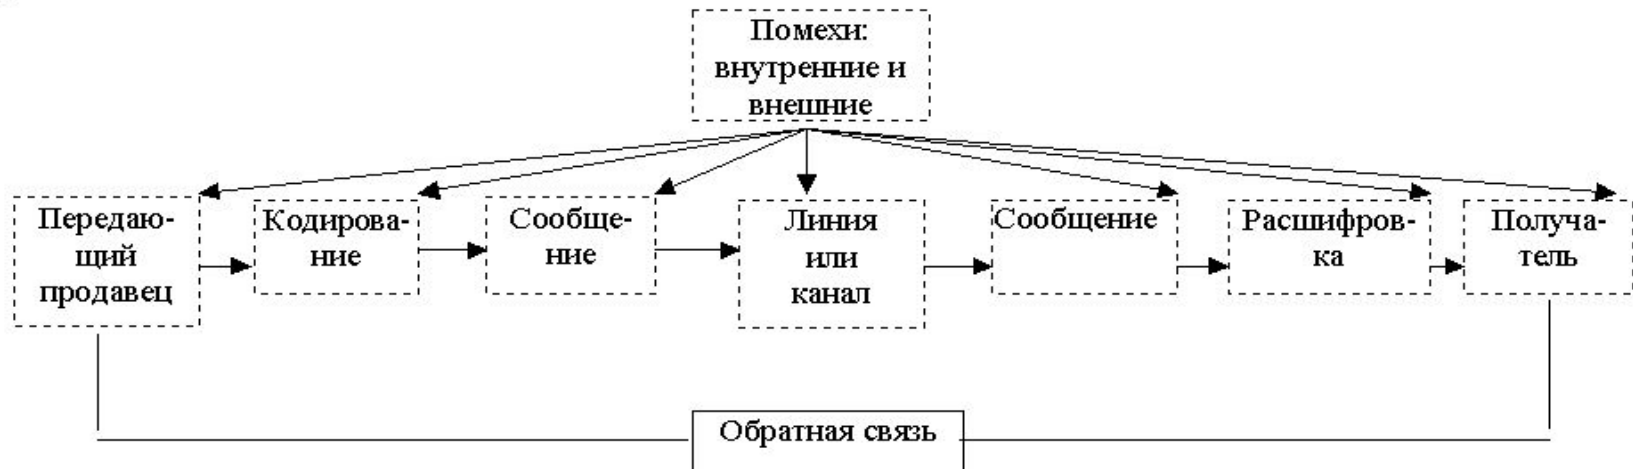 Помехи:
внутренние и
внешние
Передаю-
щий
продавец
Кодирова-
ние
Сообще-
ние
Линия
или
канал
Сообщение
Расшифров-
ка
Получа-
тель
Обратная связь